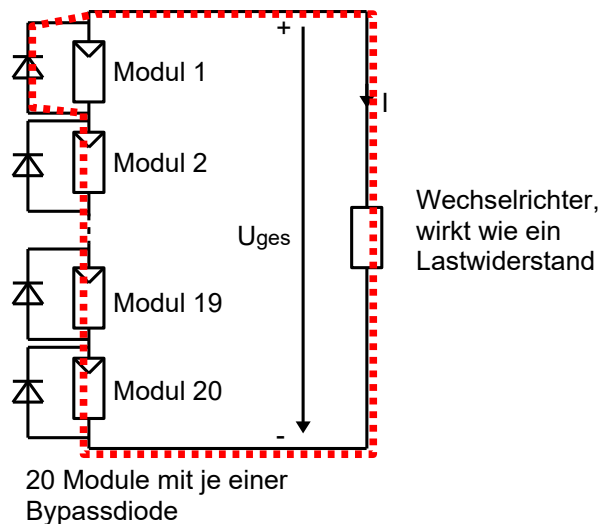 +
Modul 1
I
Modul 2
Uges
Wechselrichter,
wirkt wie ein
Lastwiderstand
Modul 19
Modul 20
-
20 Module mit je einer
Bypassdiode